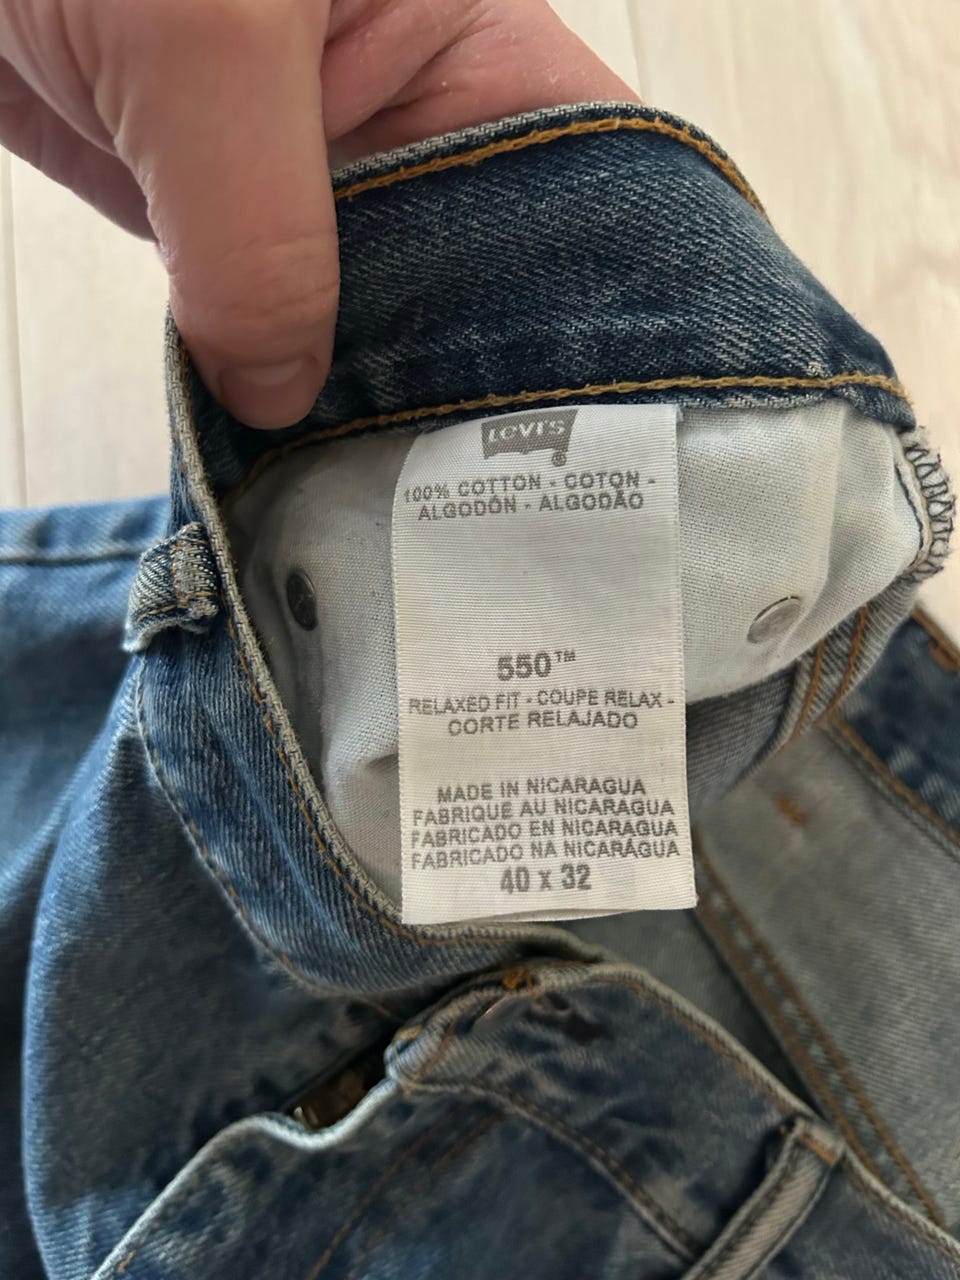 Levi's
100% COTTON - COTON -
ALGODÓN - ALGODÃO
550™
RELAXED FIT - COUPE RELAX -
CORTE RELAJADO
MADE IN NICARAGUA
FABRIQUE AU NICARAGUA
FABRICADO EN NICARAGUA
FABRICADO NA NICARÁGUA
40 x 32